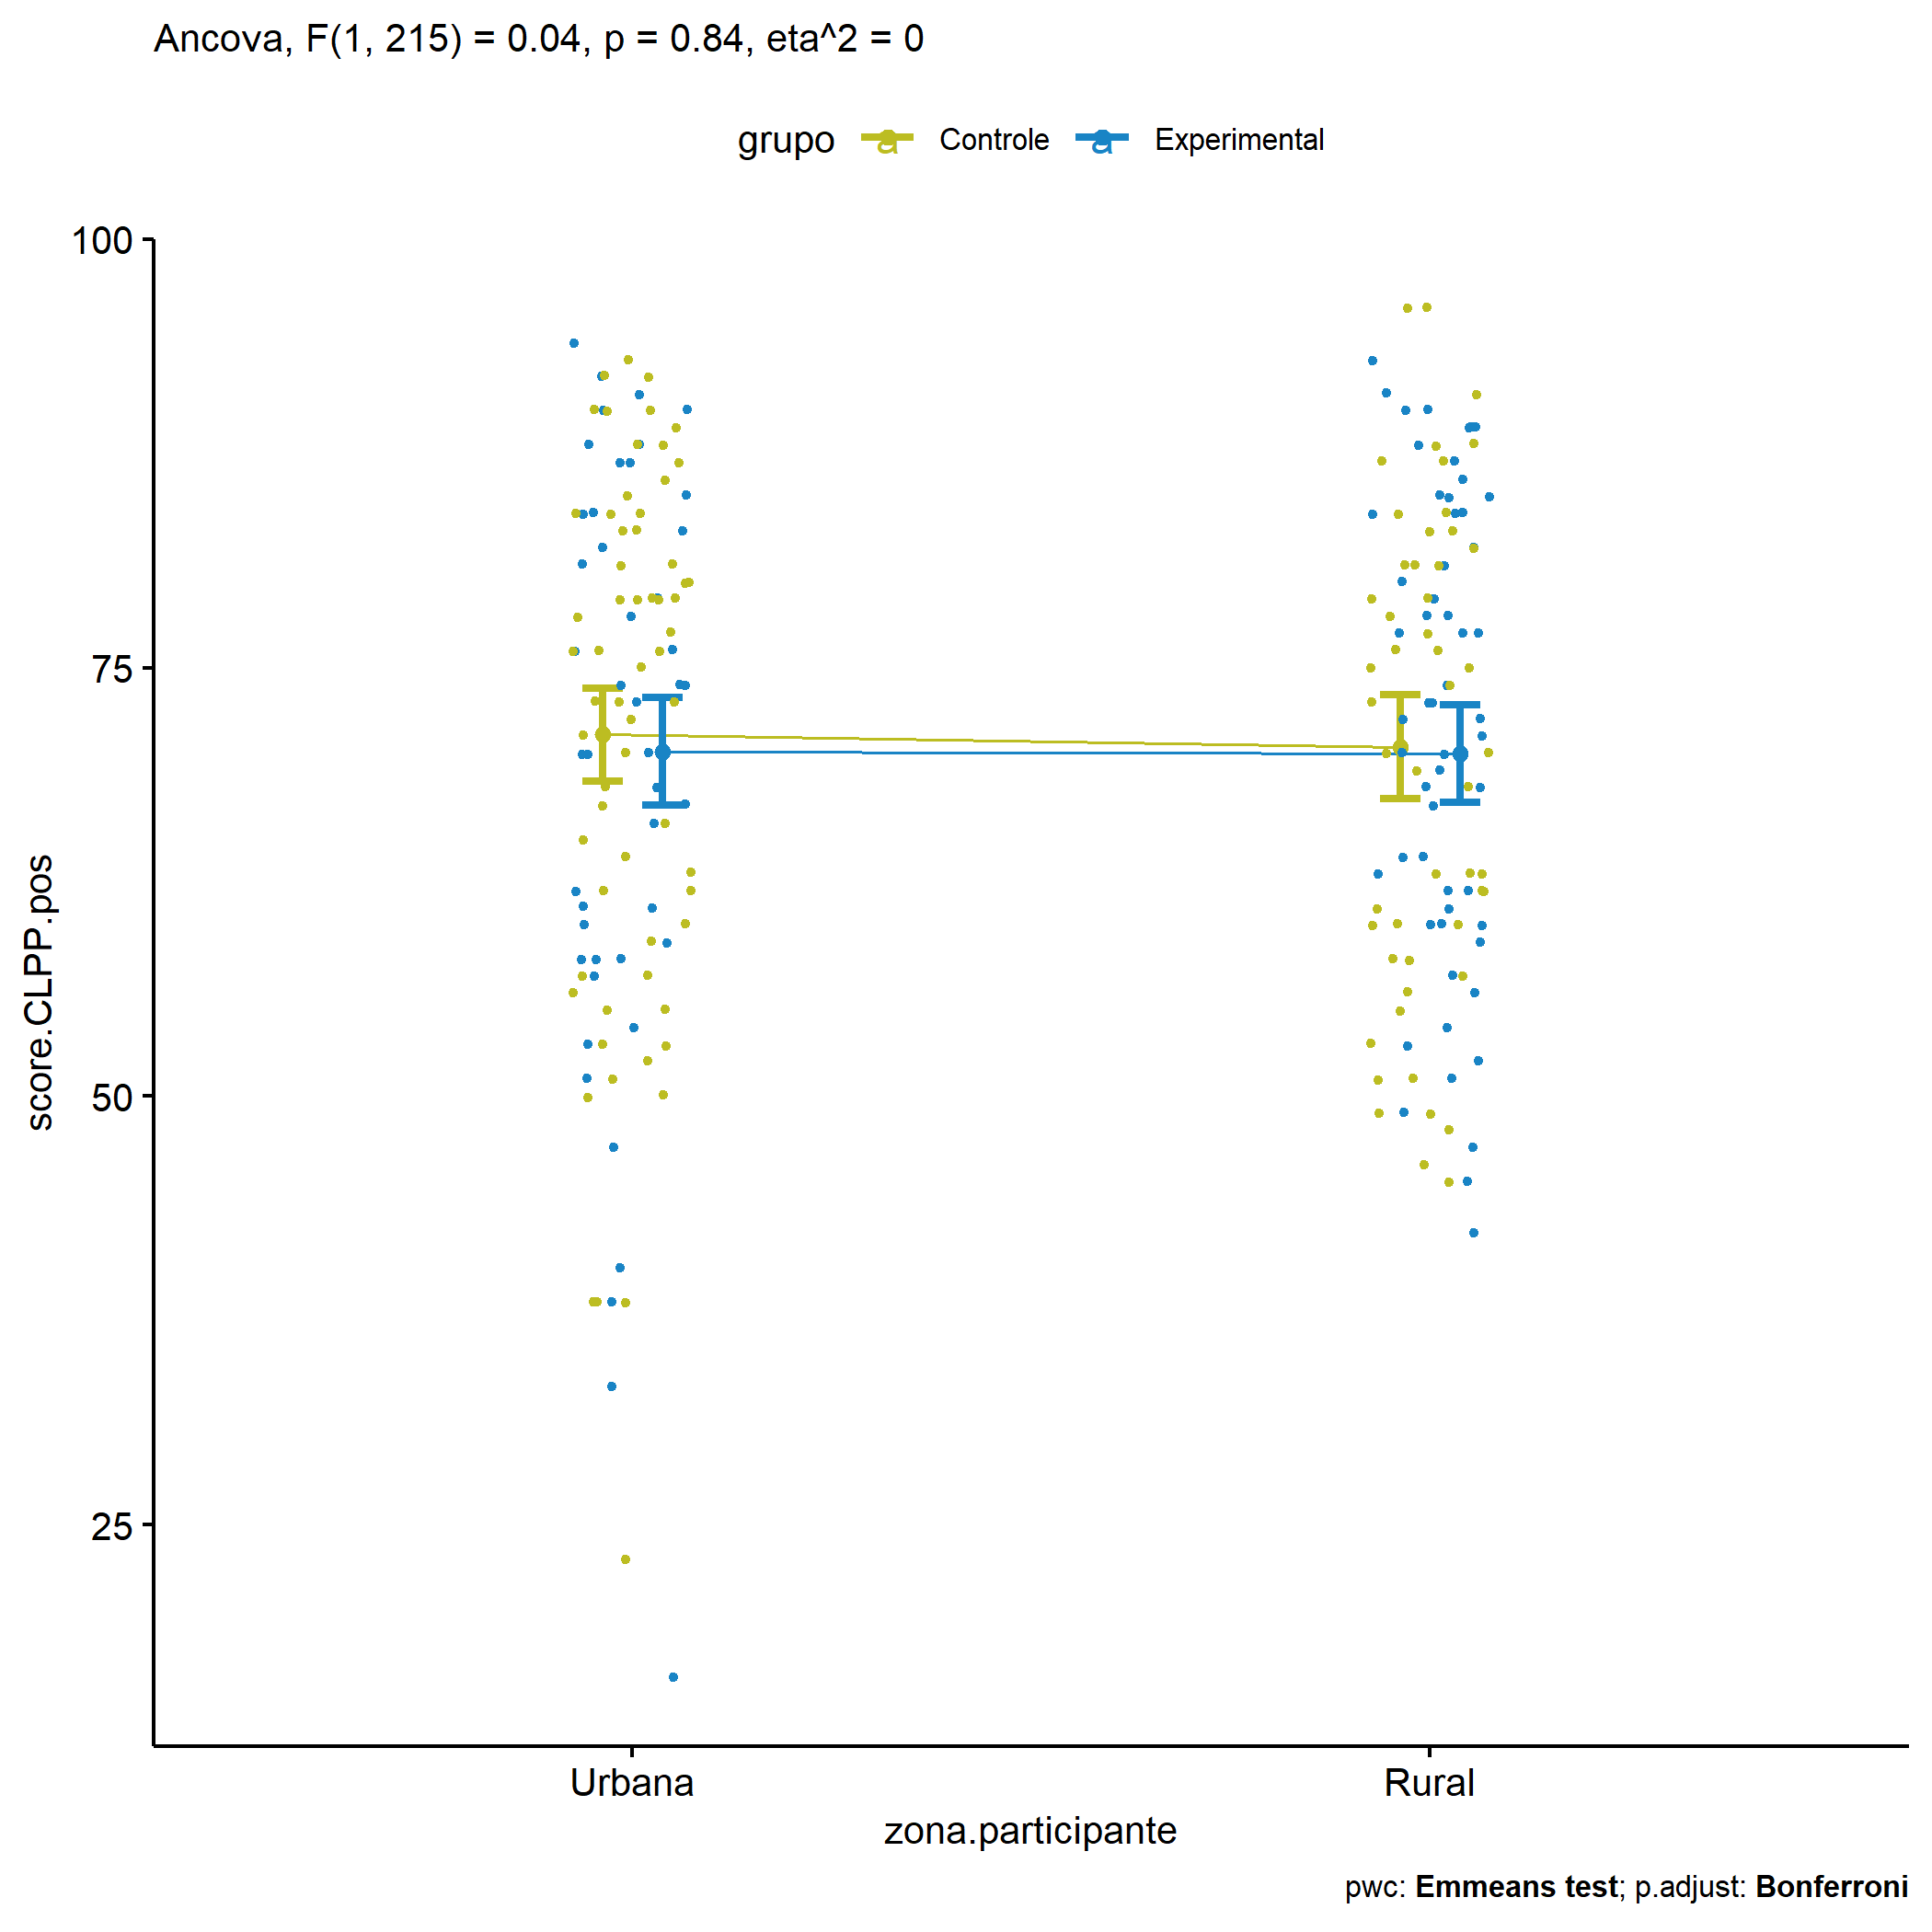 Ancova, F(1, 215) = 0.04, p = 0.84, eta^2 = 0
grupo a Controle a Experimental
100
75
50
25
score.CLPP.pos
Urbana Rural
zona.participante
pwc: Emmeans test; p.adjust: Bonferroni